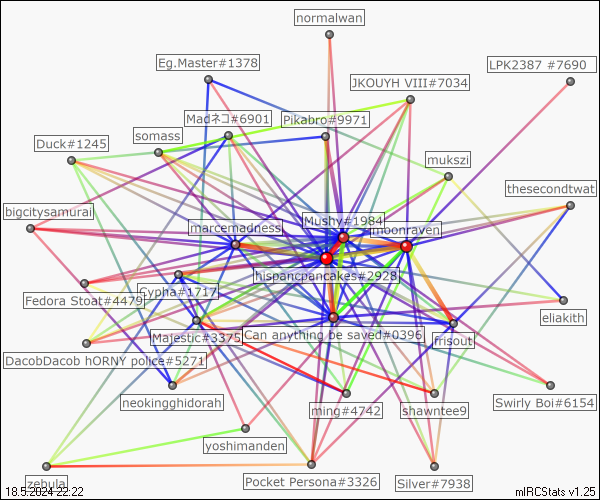 normalwan
Eg.Master#1378
LPK2387 #7690
JKOUYH VIII#7034
Madネコ#6901
Pikabro#9971
Duck#1245
somass
mukszi
thesecondtwat
bigcitysamurai
Mushy#1984
marcemadness
moonraven
hispancpancakes#2928
Cypha#1717
Fedora Stoat#4479
eliakith
Majestic#3375
Can anything be saved#0396
frisout
DacobDacob hORNY police#5271
neokingghidorah
ming#4742
shawntee9
Swirly Boi#6154
yoshimanden
zebula
Pocket Persona#3326
Silver#7938
18.5.2024 22:22
mIRCStats v1.25